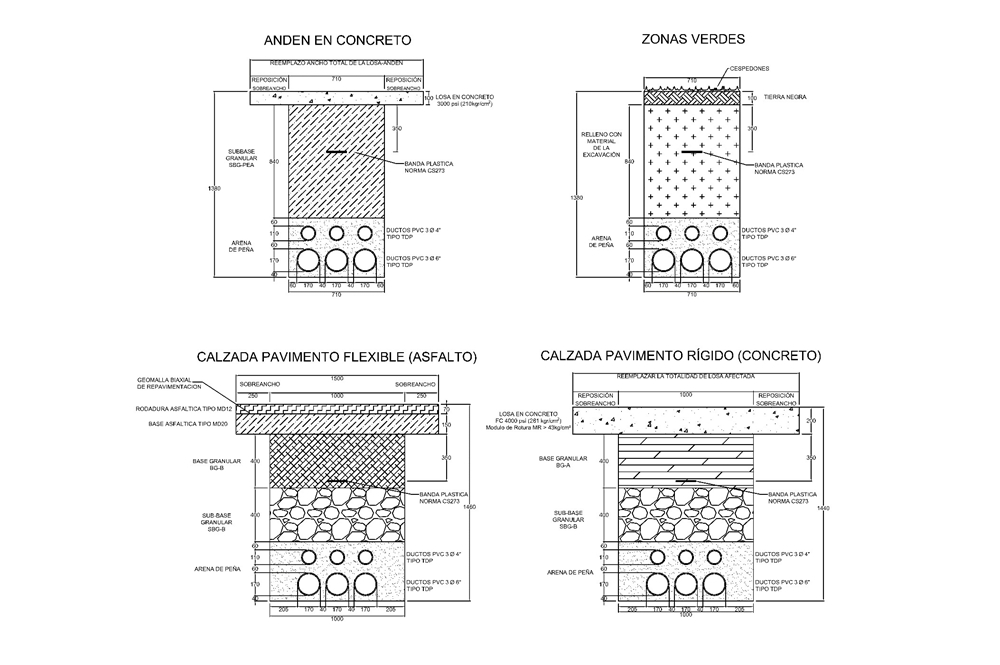 ANDEN EN CONCRETO
REEMPLAZO ANCHO TOTAL DE LA LOSA-ANDEN
REPOSICIÓN
SOBREANCHO
710
REPOSICIÓN
SOBREANCHO
100
LOSA EN CONCRETO
3000 psi (210kgr/cm²)
350
SUBBASE
GRANULAR
SBG-PEA
840
1380
BANDA PLASTICA
NORMA CS273
60
110
60
170
40
ARENA
DE PEÑA
DUCTOS PVC 3 Ø 4"
TIPO TDP
DUCTOS PVC 3 Ø 6"
TIPO TDP
60 170 40 170 40 170 60
710
ZONAS VERDES
CESPEDONES
710
100
TIERRA NEGRA
350
RELLENO CON
MATERIAL
DE LA
EXCAVACIÓN
840
1380
BANDA PLASTICA
NORMA CS273
60
110
60
170
40
ARENA
DE PEÑA
DUCTOS PVC 3 Ø 4"
TIPO TDP
DUCTOS PVC 3 Ø 6"
TIPO TDP
60 170 40 170 40 170 60
710
CALZADA PAVIMENTO FLEXIBLE (ASFALTO)
GEOMALLA BIAXIAL
DE REPAVIMENTACION
1500
SOBREANCHO
SOBREANCHO
250 1000 250
RODADURA ASFALTICA TIPO MD12
BASE ASFALTICA TIPO MD20
70
150
350
BASE GRANULAR
BG-B
400
SUB-BASE
GRANULAR
SBG-B
400
BANDA PLASTICA
NORMA CS273
1460
60
110
60
170
40
ARENA DE PEÑA
DUCTOS PVC 3 Ø 4"
TIPO TDP
DUCTOS PVC 3 Ø 6"
TIPO TDP
205 170 40 170 40 170 205
1000
CALZADA PAVIMENTO RÍGIDO (CONCRETO)
REEMPLAZAR LA TOTALIDAD DE LOSA AFECTADA
REPOSICIÓN
SOBREANCHO
1000
REPOSICIÓN
SOBREANCHO
LOSA EN CONCRETO
FC 4000 psi (281 kgr/cm²)
Modulo de Rotura MR > 43kg/cm²
200
350
BASE GRANULAR
BG-A
400
SUB-BASE
GRANULAR
SBG-B
400
BANDA PLASTICA
NORMA CS273
1440
60
110
60
170
40
ARENA DE PEÑA
DUCTOS PVC 3 Ø 4"
TIPO TDP
DUCTOS PVC 3 Ø 6"
TIPO TDP
205 170 40 170 40 170 205
1000